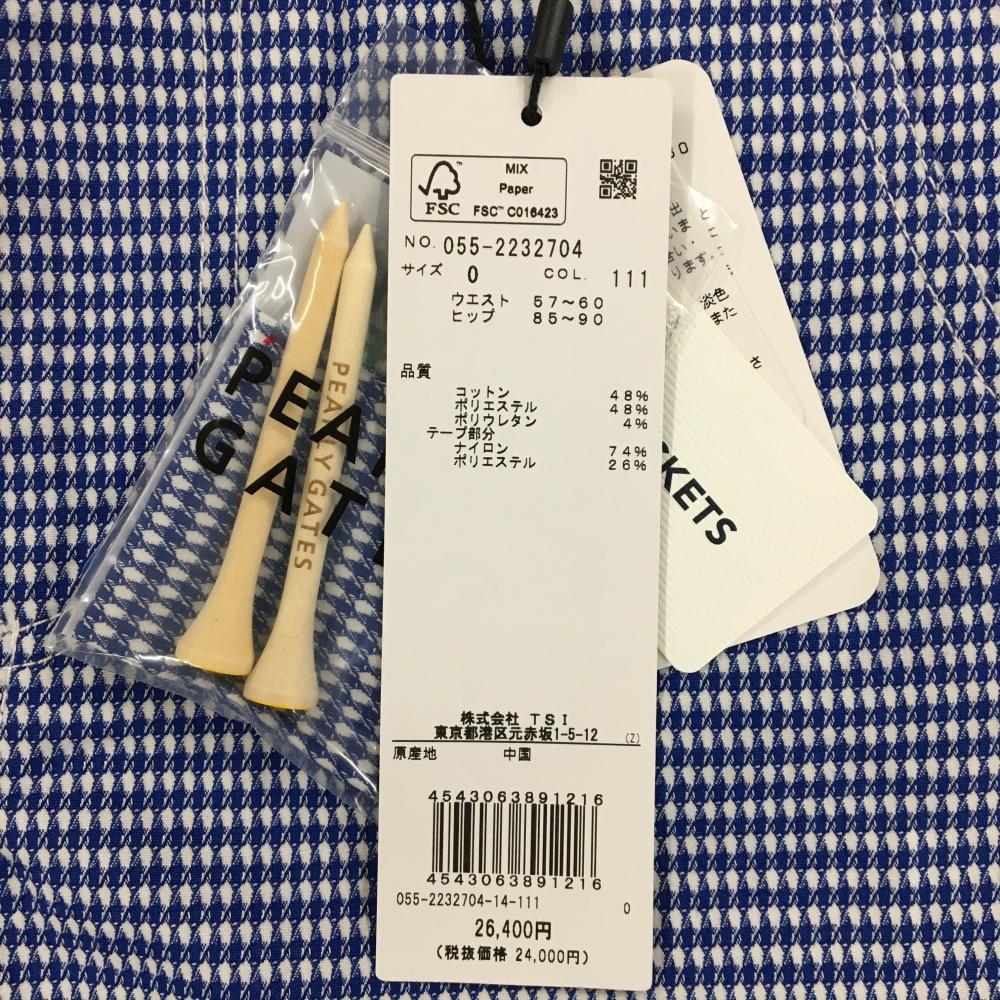 MIX
Paper
FSC™ C016423
FSC
NO. 055-2232704
サイズ 0 COL. 111
ウエスト 57～60
ヒップ 85～90
品質
コットン 48%
ポリエステル 48%
ポリウレタン 4%
テープ部分
ナイロン 74%
ポリエステル 26%
株式会社 TSI
東京都港区元赤坂1-5-12 (Z)
原産地 中国
4543063891216
4543063891216
055-2232704-14-111 0
26,400円
(税抜価格 24,000円)
PEARLY GATES
淡色
また